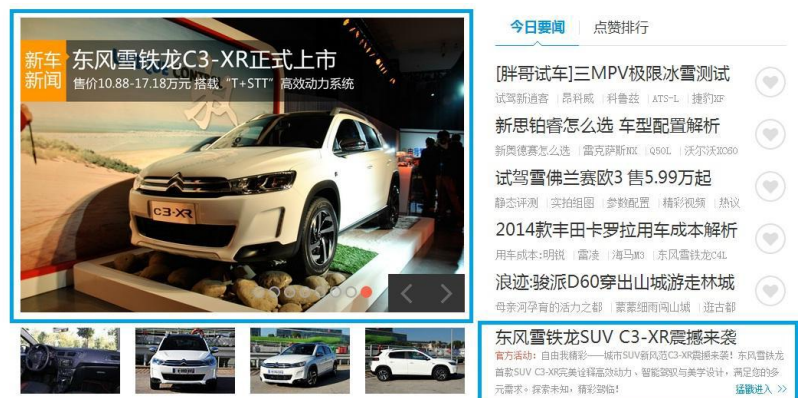 新车
新闻
东风雪铁龙C3-XR正式上市
售价10.88-17.18万元 搭载“T+STT”高效动力系统
C3-XR
今日要闻
点赞排行
[胖哥试车]三MPV极限冰雪测试
试驾新逍客 | 昂科威 | 科鲁兹 | ATS-L | 捷豹XF
新思铂睿怎么选 车型配置解析
新奥德赛怎么选 | 雷克萨斯NX | Q50L | 沃尔沃XC60
试驾雪佛兰赛欧3 售5.99万起
静态评测 | 实拍组图 | 参数配置 | 精彩视频 | 热议
2014款丰田卡罗拉用车成本解析
用车成本:明锐 | 雷凌 | 海马M3 | 东风雪铁龙C4L
浪迹:骏派D60穿出山城游走林城
母亲河孕育的活力之都 | 蒙蒙细雨闯山城 | 逛古都
东风雪铁龙SUV C3-XR震撼来袭
官方活动：自由我精彩——城市SUV新风范C3-XR震撼来袭！东风雪铁龙
首款SUV C3-XR完美诠释高效动力、智能驾驭与美学设计，满足您的多
元需求。探索未知，精彩驾临！
猛戳进入 >>